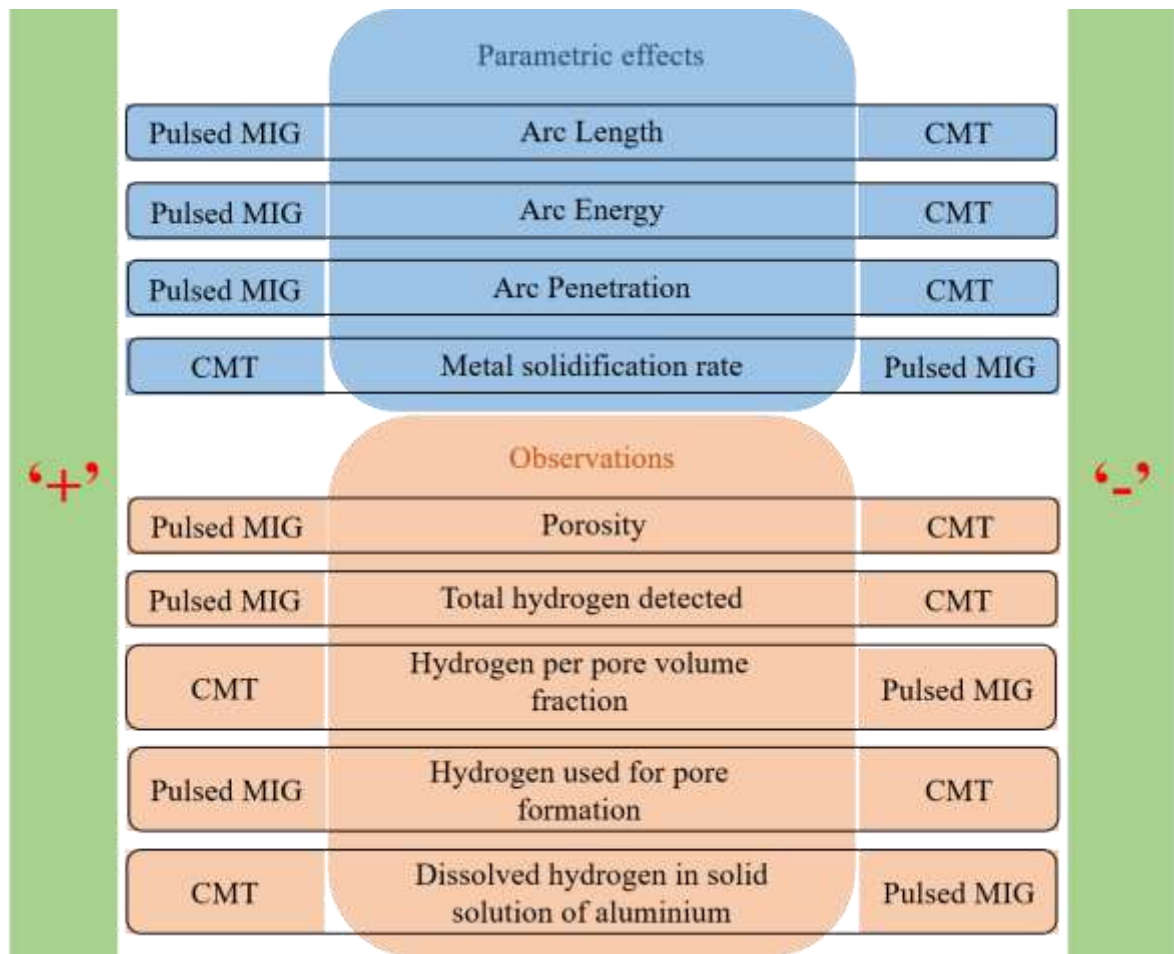 Parametric effects
Pulsed MIG Arc Length CMT
Pulsed MIG Arc Energy CMT
Pulsed MIG Arc Penetration CMT
CMT Metal solidification rate Pulsed MIG
Observations
‘+’ ‘-’
Pulsed MIG Porosity CMT
Pulsed MIG Total hydrogen detected CMT
Hydrogen per pore volume
CMT fraction Pulsed MIG
Hydrogen used for pore
Pulsed MIG formation CMT
Dissolved hydrogen in solid
CMT solution of aluminium Pulsed MIG